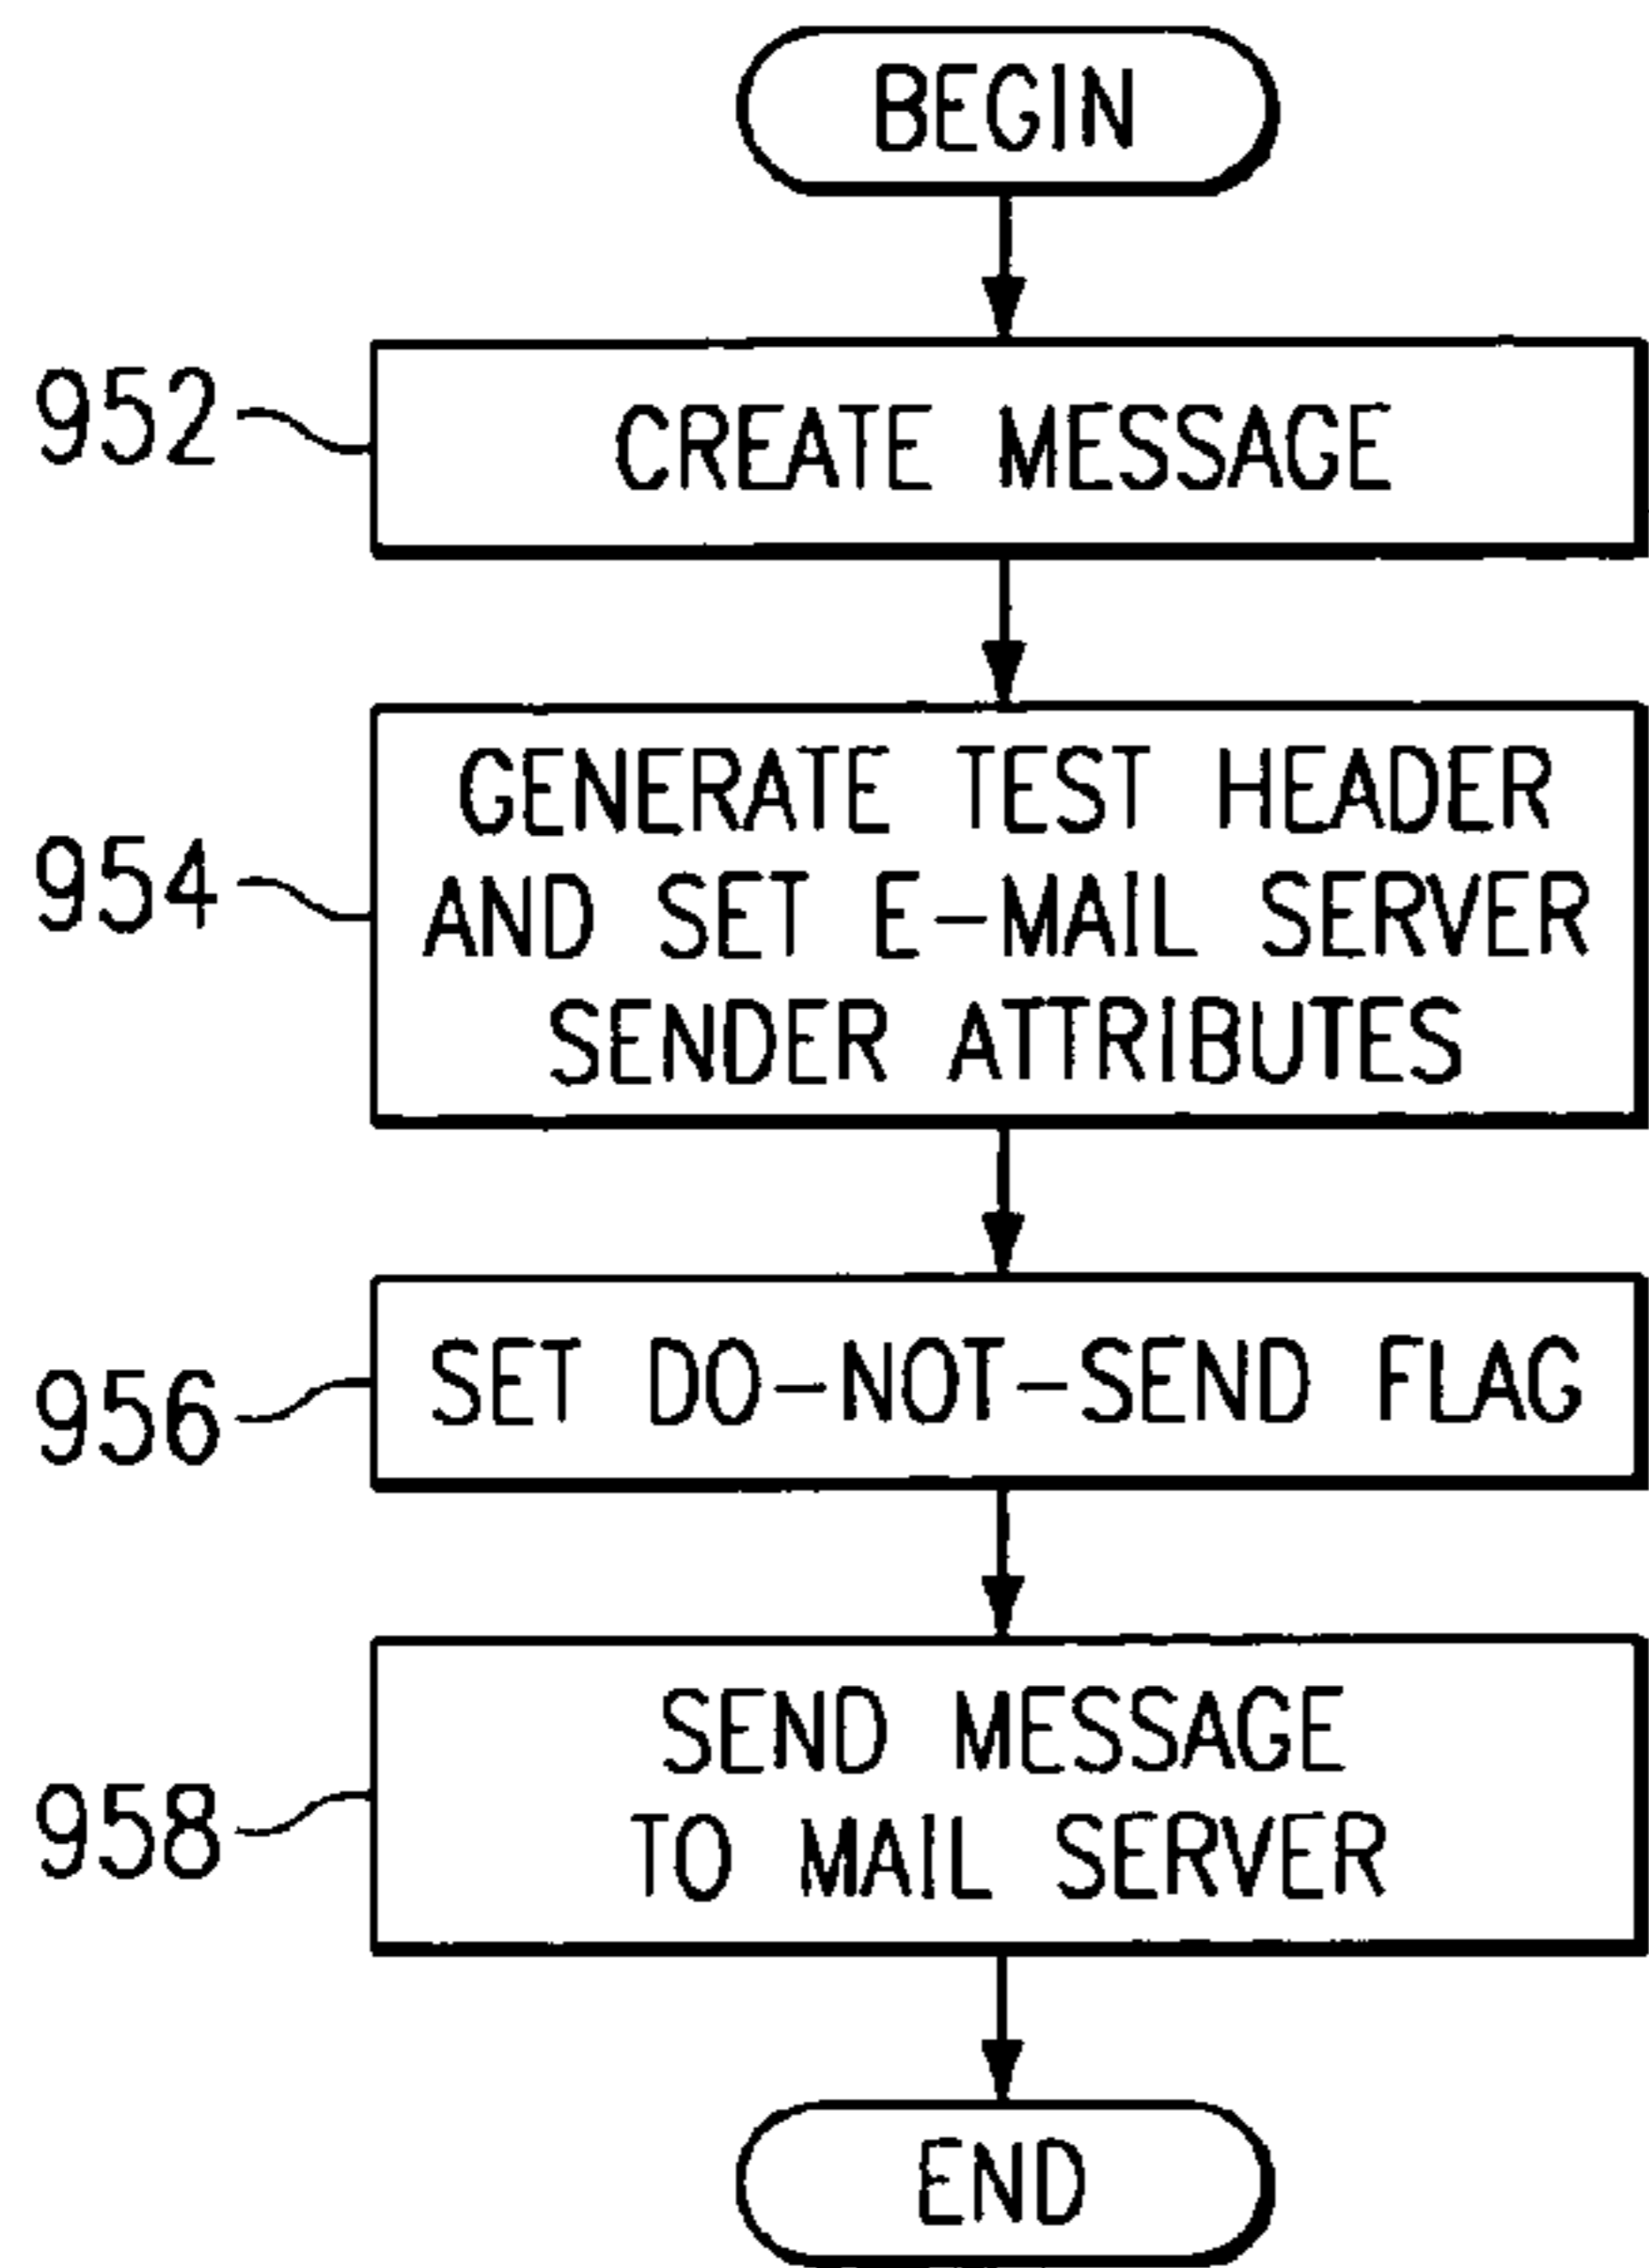 BEGIN
952
CREATE MESSAGE
954
GENERATE TEST HEADER
AND SET E-MAIL SERVER
SENDER ATTRIBUTES
956
SET DO-NOT-SEND FLAG
958
SEND MESSAGE
TO MAIL SERVER
END